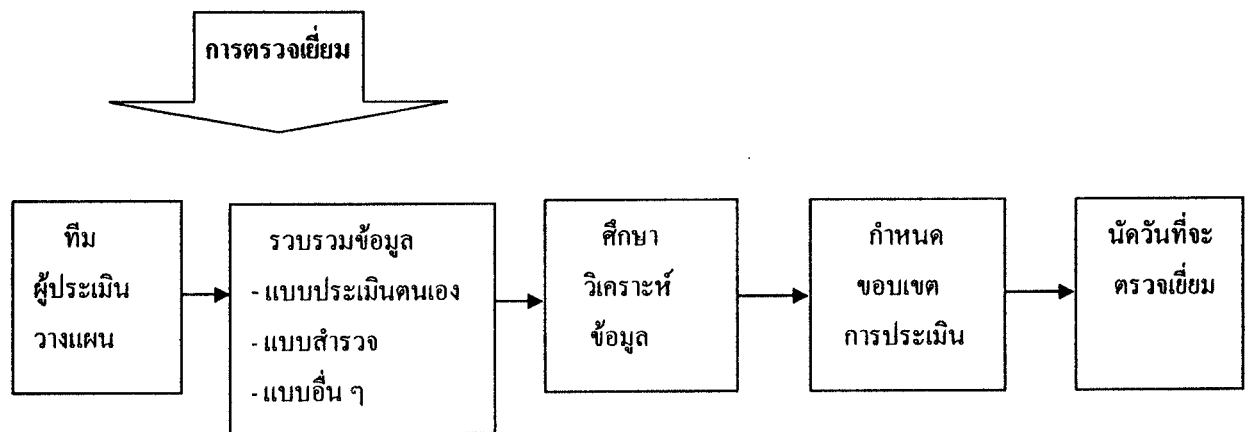 การตรวจเยี่ยม
ทีม
ผู้ประเมิน
วางแผน
รวบรวมข้อมูล
- แบบประเมินตนเอง
- แบบสำรวจ
- แบบอื่น ๆ
ศึกษา
วิเคราะห์
ข้อมูล
กำหนด
ขอบเขต
การประเมิน
นัดวันที่จะ
ตรวจเยี่ยม